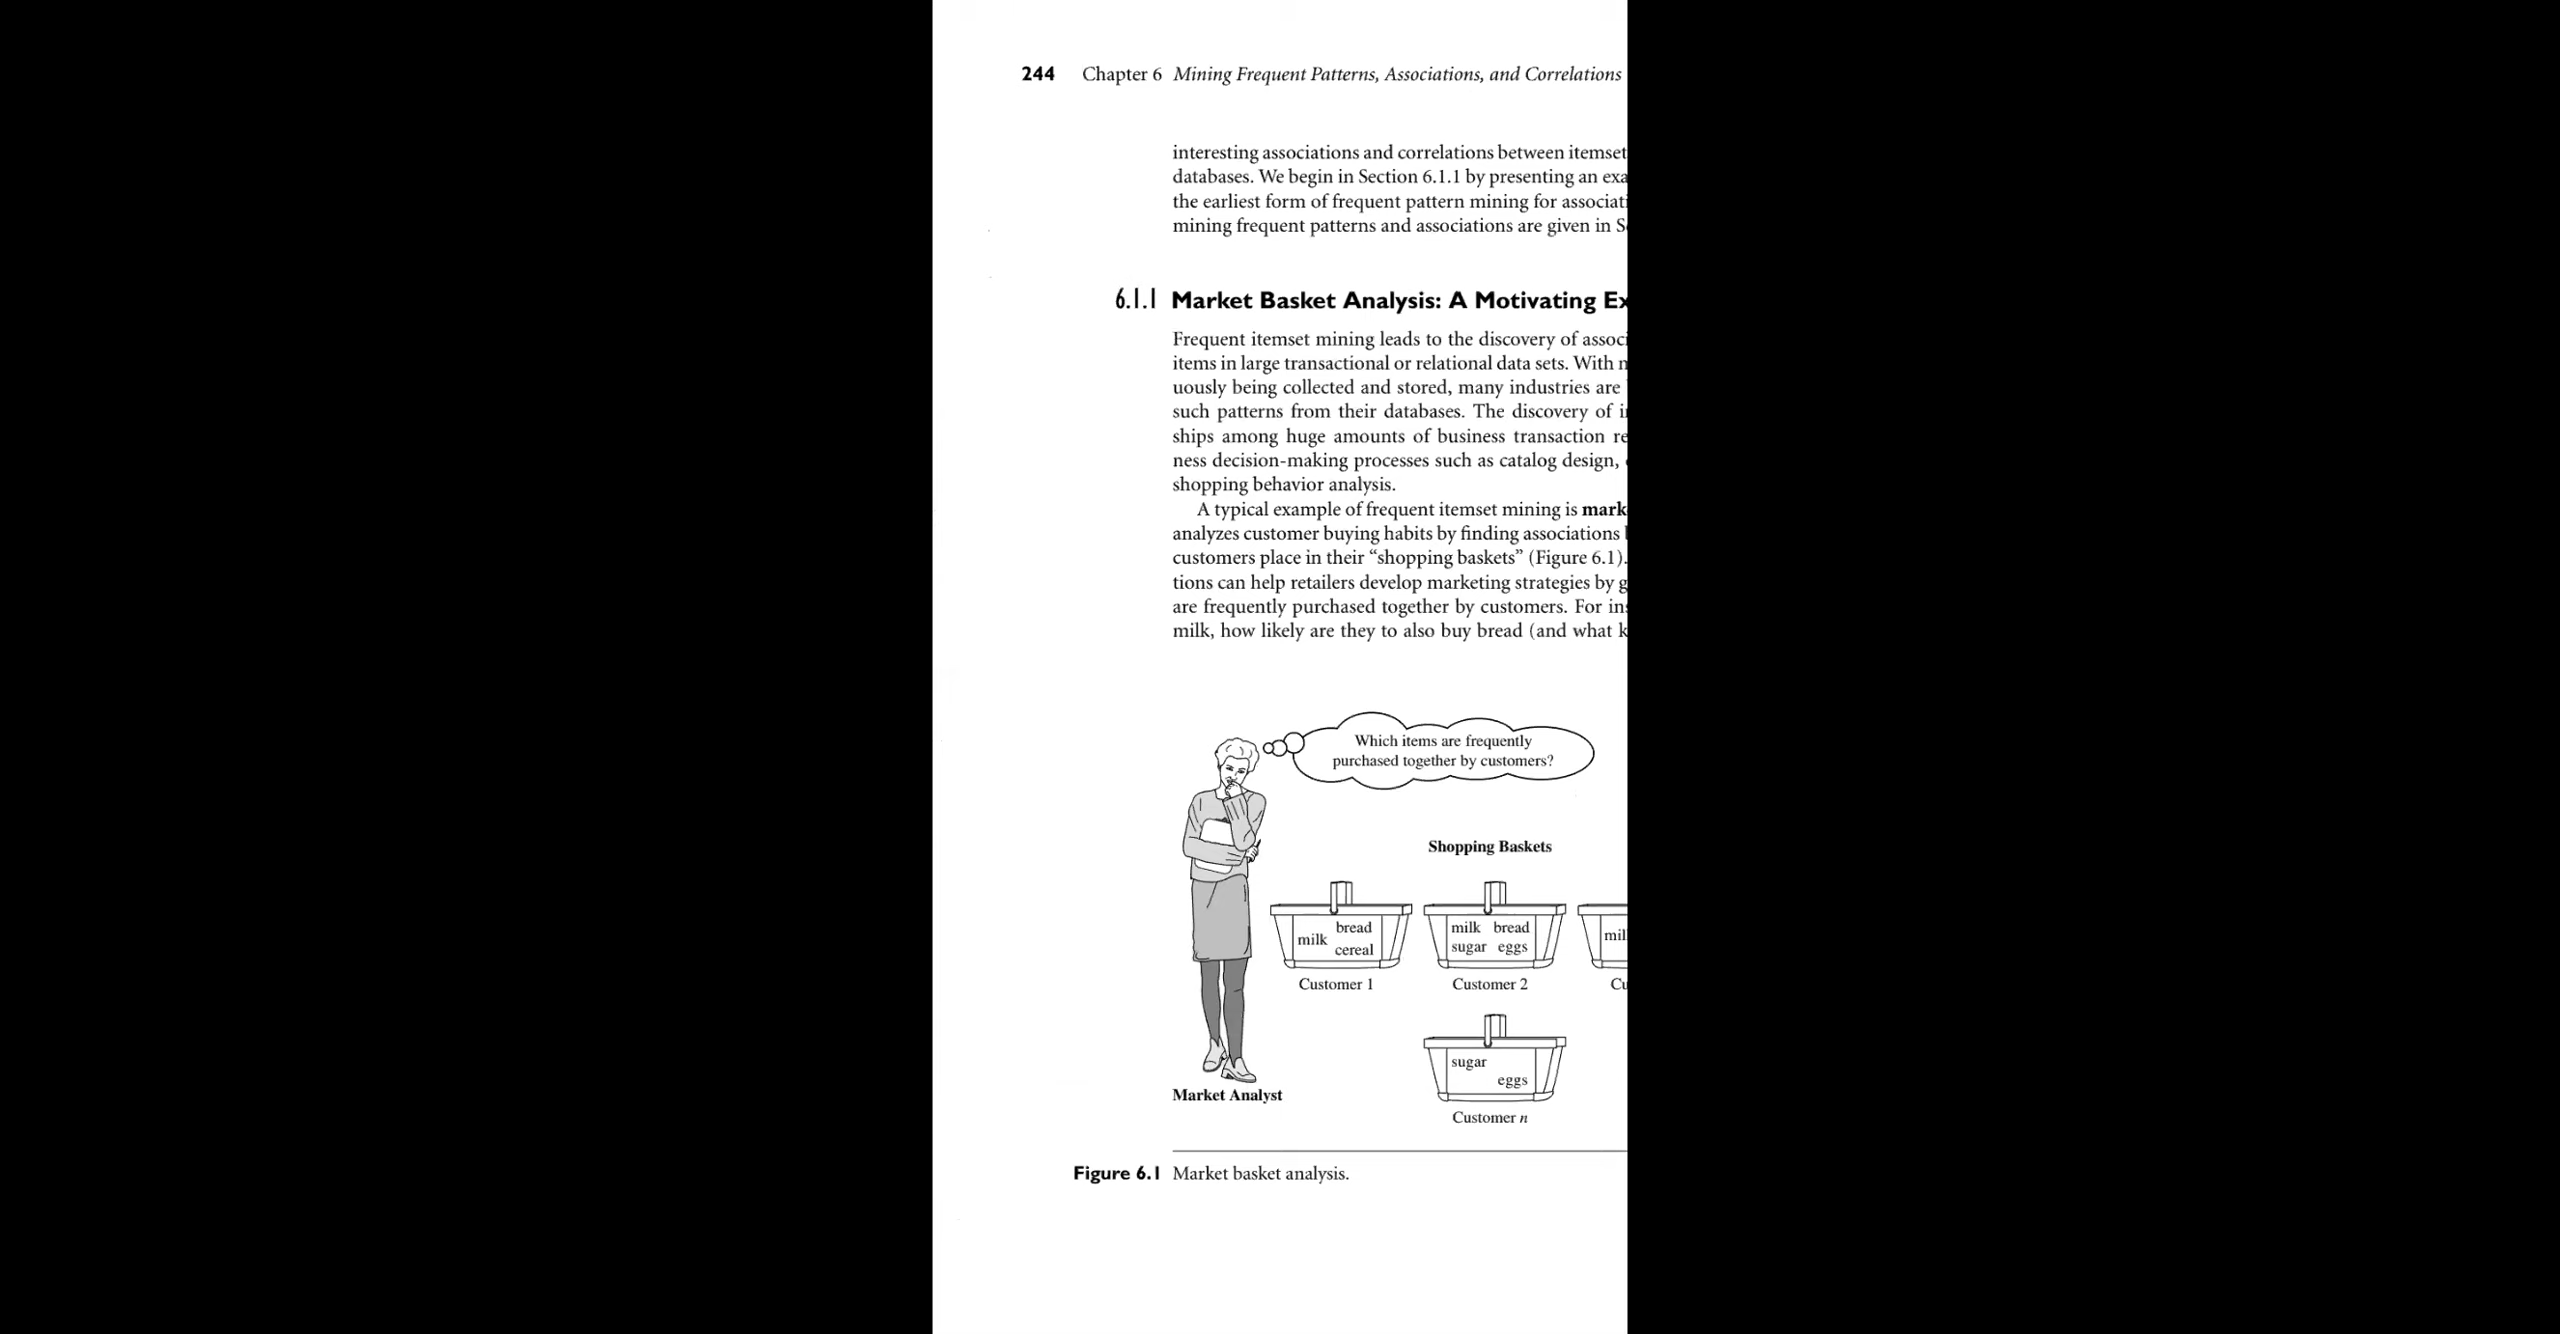 244 Chapter 6 Mining Frequent Patterns, Associations, and Correlations
interesting associations and correlations between itemset
databases. We begin in Section 6.1.1 by presenting an exa
the earliest form of frequent pattern mining for associati
mining frequent patterns and associations are given in S
6.1.1 Market Basket Analysis: A Motivating Ex
Frequent itemset mining leads to the discovery of associ
items in large transactional or relational data sets. With
uously being collected and stored, many industries are
such patterns from their databases. The discovery of
ships among huge amounts of business transaction re
ness decision-making processes such as catalog design,
shopping behavior analysis.
A typical example of frequent itemset mining is mark
analyzes customer buying habits by finding associations
customers place in their “shopping baskets” (Figure 6.1).
tions can help retailers develop marketing strategies by g
are frequently purchased together by customers. For ins
milk, how likely are they to also buy bread (and what k
Which items are frequently
purchased together by customers?
Shopping Baskets
milk bread cereal
milk bread
sugar eggs
mil
Customer 1 Customer 2 Cu
sugar
eggs
Market Analyst
Customer n
Figure 6.1 Market basket analysis.